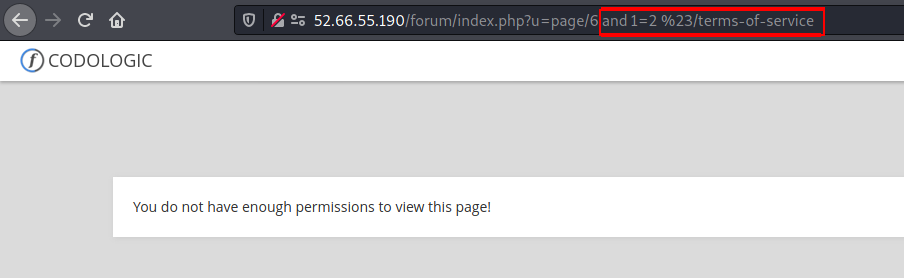 52.66.55.190/forum/index.php?u=page/6 and 1=2 %23/terms-of-service
f CODOLOGIC
You do not have enough permissions to view this page!